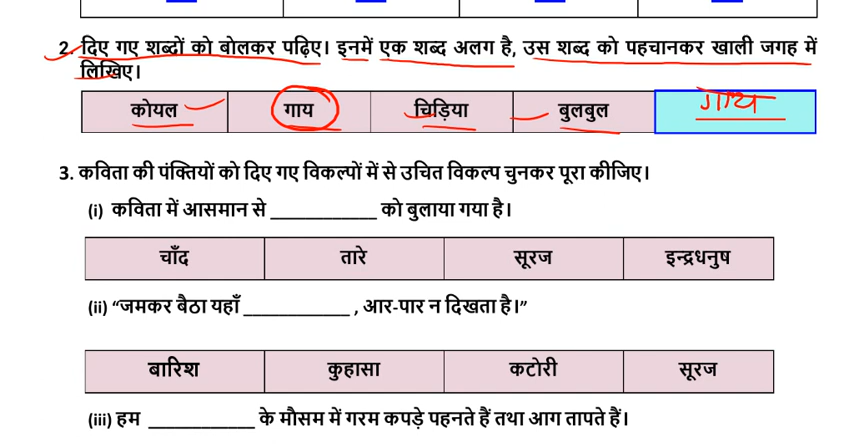 2. दिए गए शब्दों को बोलकर पढ़िए। इनमें एक शब्द अलग है, उस शब्द को पहचानकर खाली जगह में
लिखिए।
कोयल गाय चिड़िया बुलबुल गाय
3. कविता की पंक्तियों को दिए गए विकल्पों में से उचित विकल्प चुनकर पूरा कीजिए।
(i) कविता में आसमान से ____________ को बुलाया गया है।
चाँद तारे सूरज इन्द्रधनुष
(ii) “जमकर बैठा यहाँ ____________ , आर-पार न दिखता है।”
बारिश कुहासा कटोरी सूरज
(iii) हम ____________ के मौसम में गरम कपड़े पहनते हैं तथा आग तापते हैं।